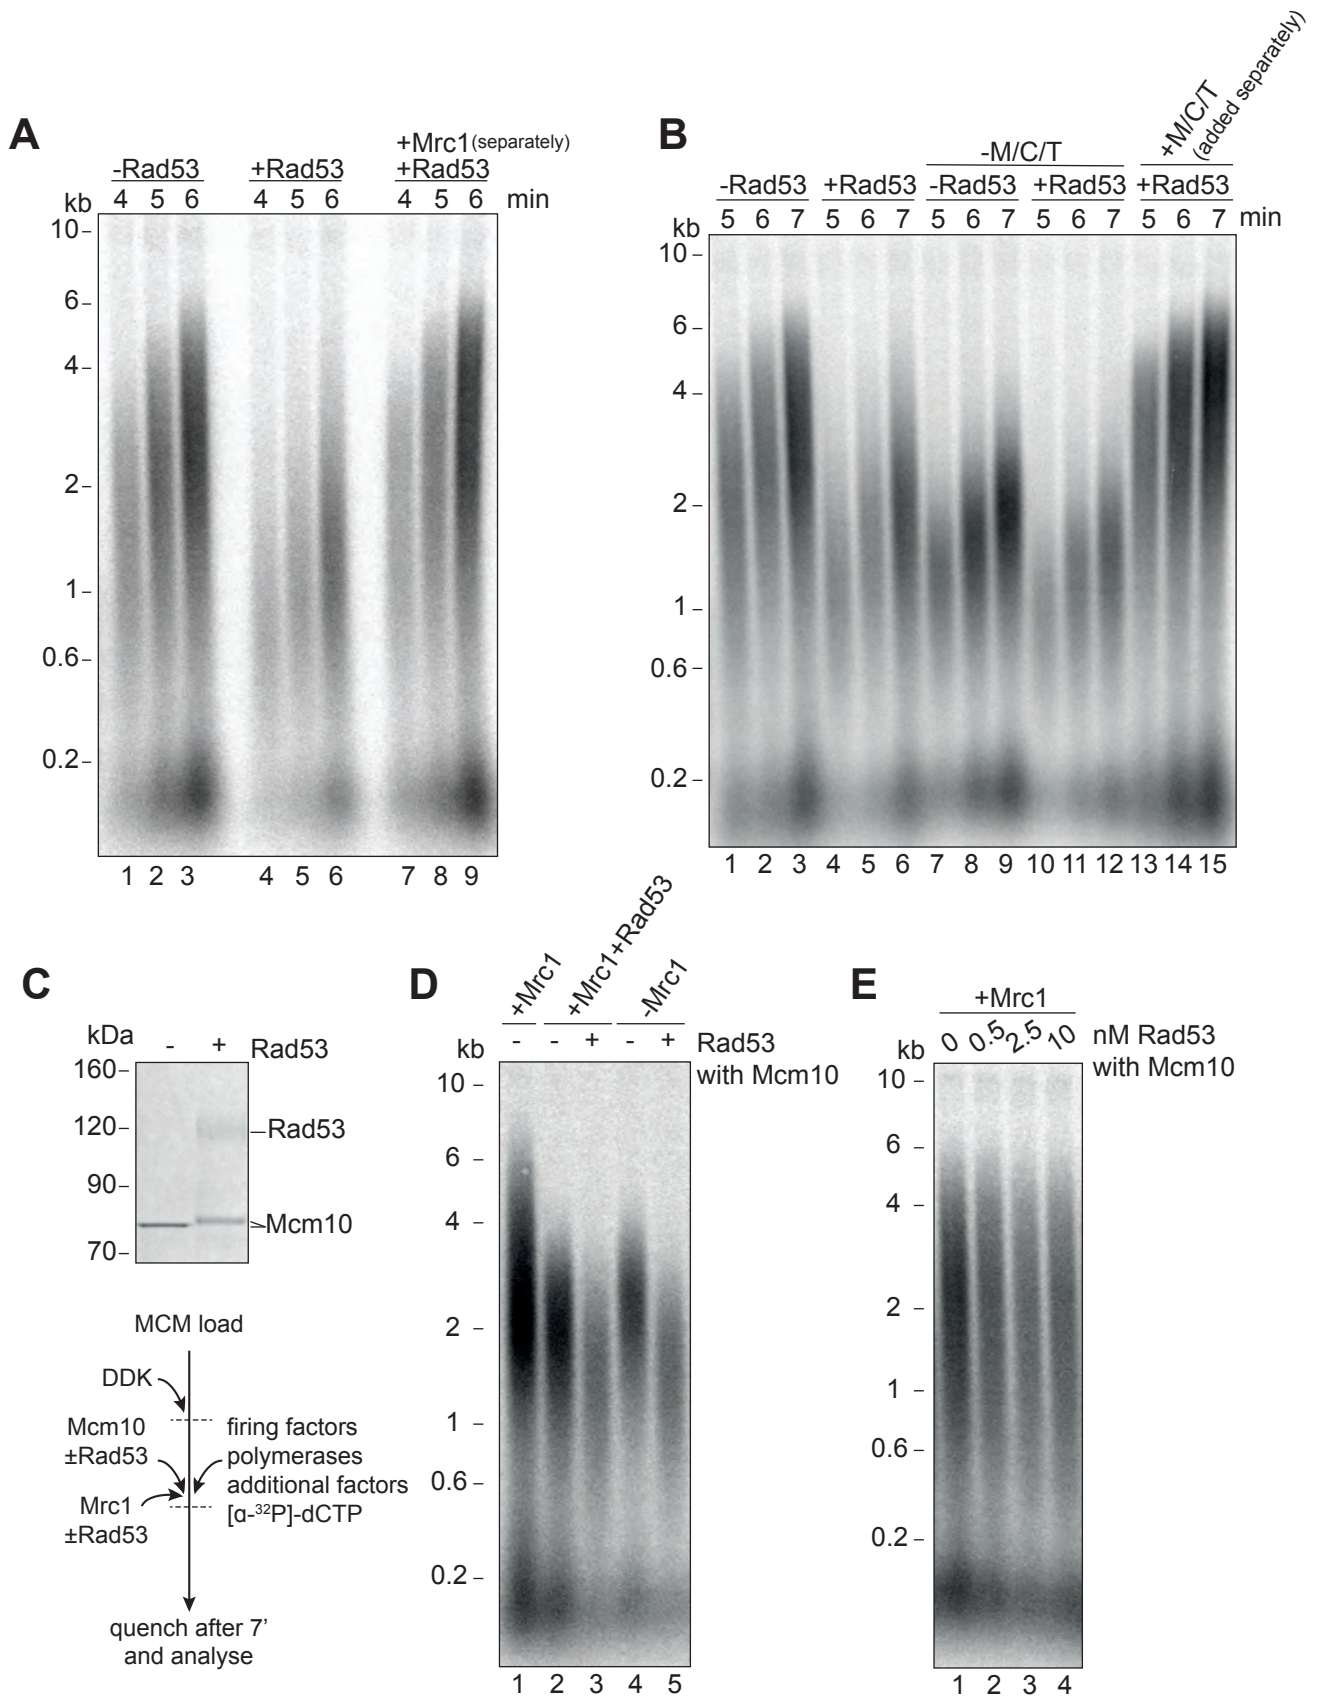 A
+Mrc1(separately)
-Rad53 +Rad53 +Rad53
kb 4 5 6 4 5 6 4 5 6 min
10
6
4
2
1
0.6
0.2
1 2 3 4 5 6 7 8 9
B
+M/C/T
(added separately)
-M/C/T
-Rad53 +Rad53 -Rad53 +Rad53 +Rad53
kb 5 6 7 5 6 7 5 6 7 5 6 7 5 6 7 min
10
6
4
2
1
0.6
0.2
1 2 3 4 5 6 7 8 9 10 11 12 13 14 15
C
kDa - + Rad53
160
120
Rad53
90
Mcm10
70
MCM load
DDK
Mcm10
±Rad53
Mrc1
±Rad53
firing factors
polymerases
additional factors
[α-³²P]-dCTP
quench after 7’
and analyse
D
+Mrc1
+Mrc1+Rad53
-Mrc1
- - + - + Rad53
with Mcm10
kb
10
6
4
2
1
0.6
0.2
1 2 3 4 5
E
+Mrc1
0 0.5 2.5 10 nM Rad53
with Mcm10
kb
10
6
4
2
1
0.6
0.2
1 2 3 4